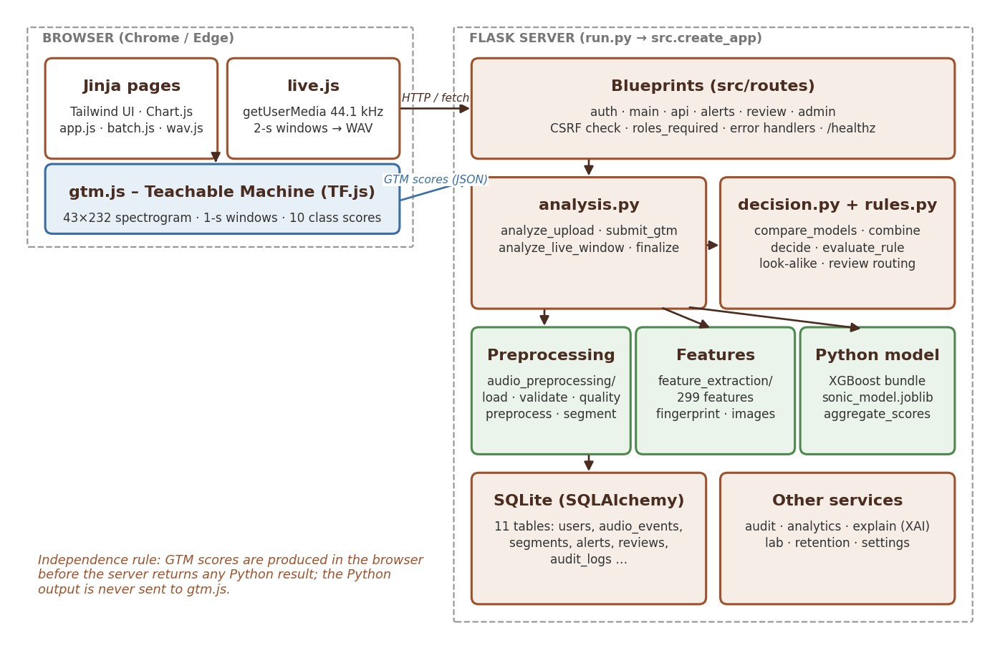 BROWSER (Chrome / Edge)
Jinja pages
Tailwind UI · Chart.js
app.js · batch.js · wav.js
live.js
getUserMedia 44.1 kHz
2-s windows → WAV
gtm.js – Teachable Machine (TF.js)
43×232 spectrogram · 1-s windows · 10 class scores
HTTP / fetch
GTM scores (JSON)
FLASK SERVER (run.py → src.create_app)
Blueprints (src/routes)
auth · main · api · alerts · review · admin
CSRF check · roles_required · error handlers · /healthz
analysis.py
analyze_upload · submit_gtm
analyze_live_window · finalize
decision.py + rules.py
compare_models · combine
decide · evaluate_rule
look-alike · review routing
Preprocessing
audio_preprocessing/
load · validate · quality
preprocess · segment
Features
feature_extraction/
299 features
fingerprint · images
Python model
XGBoost bundle
sonic_model.joblib
aggregate_scores
SQLite (SQLAlchemy)
11 tables: users, audio_events,
segments, alerts, reviews,
audit_logs ...
Other services
audit · analytics · explain (XAI)
lab · retention · settings
Independence rule: GTM scores are produced in the browser
before the server returns any Python result; the Python
output is never sent to gtm.js.